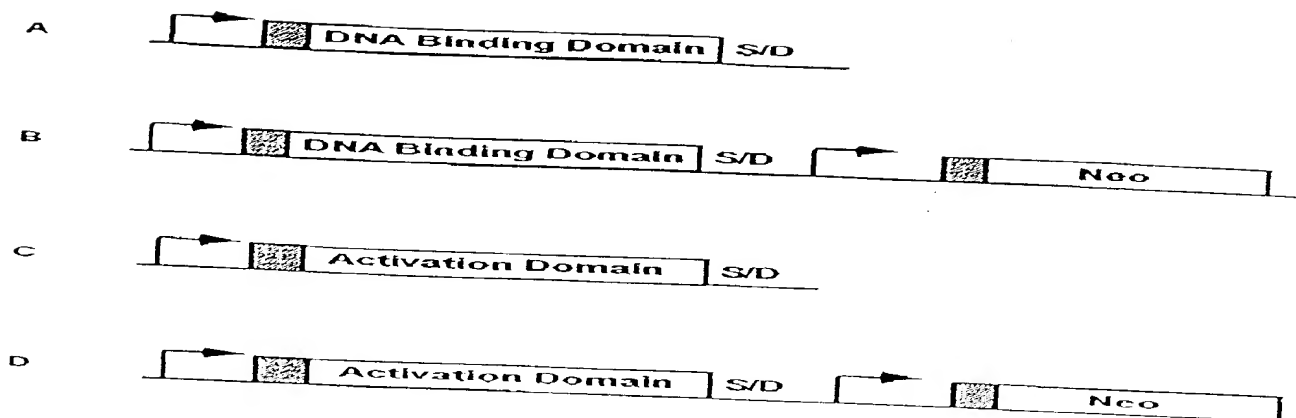 A DNA Binding Domain S/D
B DNA Binding Domain S/D Neo
C Activation Domain S/D
D Activation Domain S/D Neo